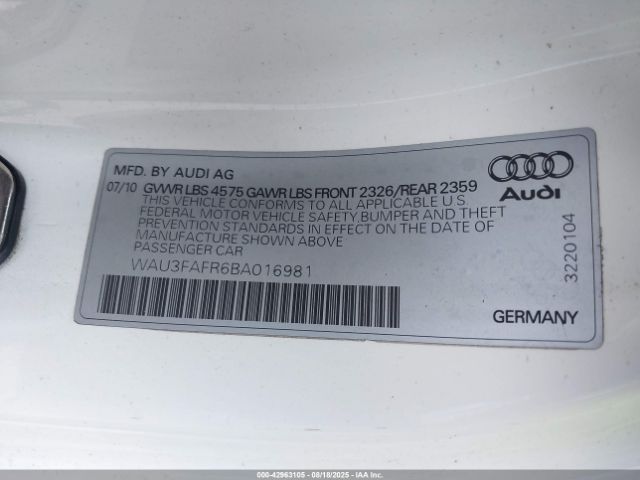 MFD. BY AUDI AG
07/10 GVWR LBS 4575 GAWR LBS FRONT 2326/REAR 2359
THIS VEHICLE CONFORMS TO ALL APPLICABLE U.S.
FEDERAL MOTOR VEHICLE SAFETY,BUMPER AND THEFT
PREVENTION STANDARDS IN EFFECT ON THE DATE OF
MANUFACTURE SHOWN ABOVE
PASSENGER CAR
WAU3FAFR6BA016981
Audi
3220104
GERMANY
000-42963105 - 08/18/2025 - IAA Inc.